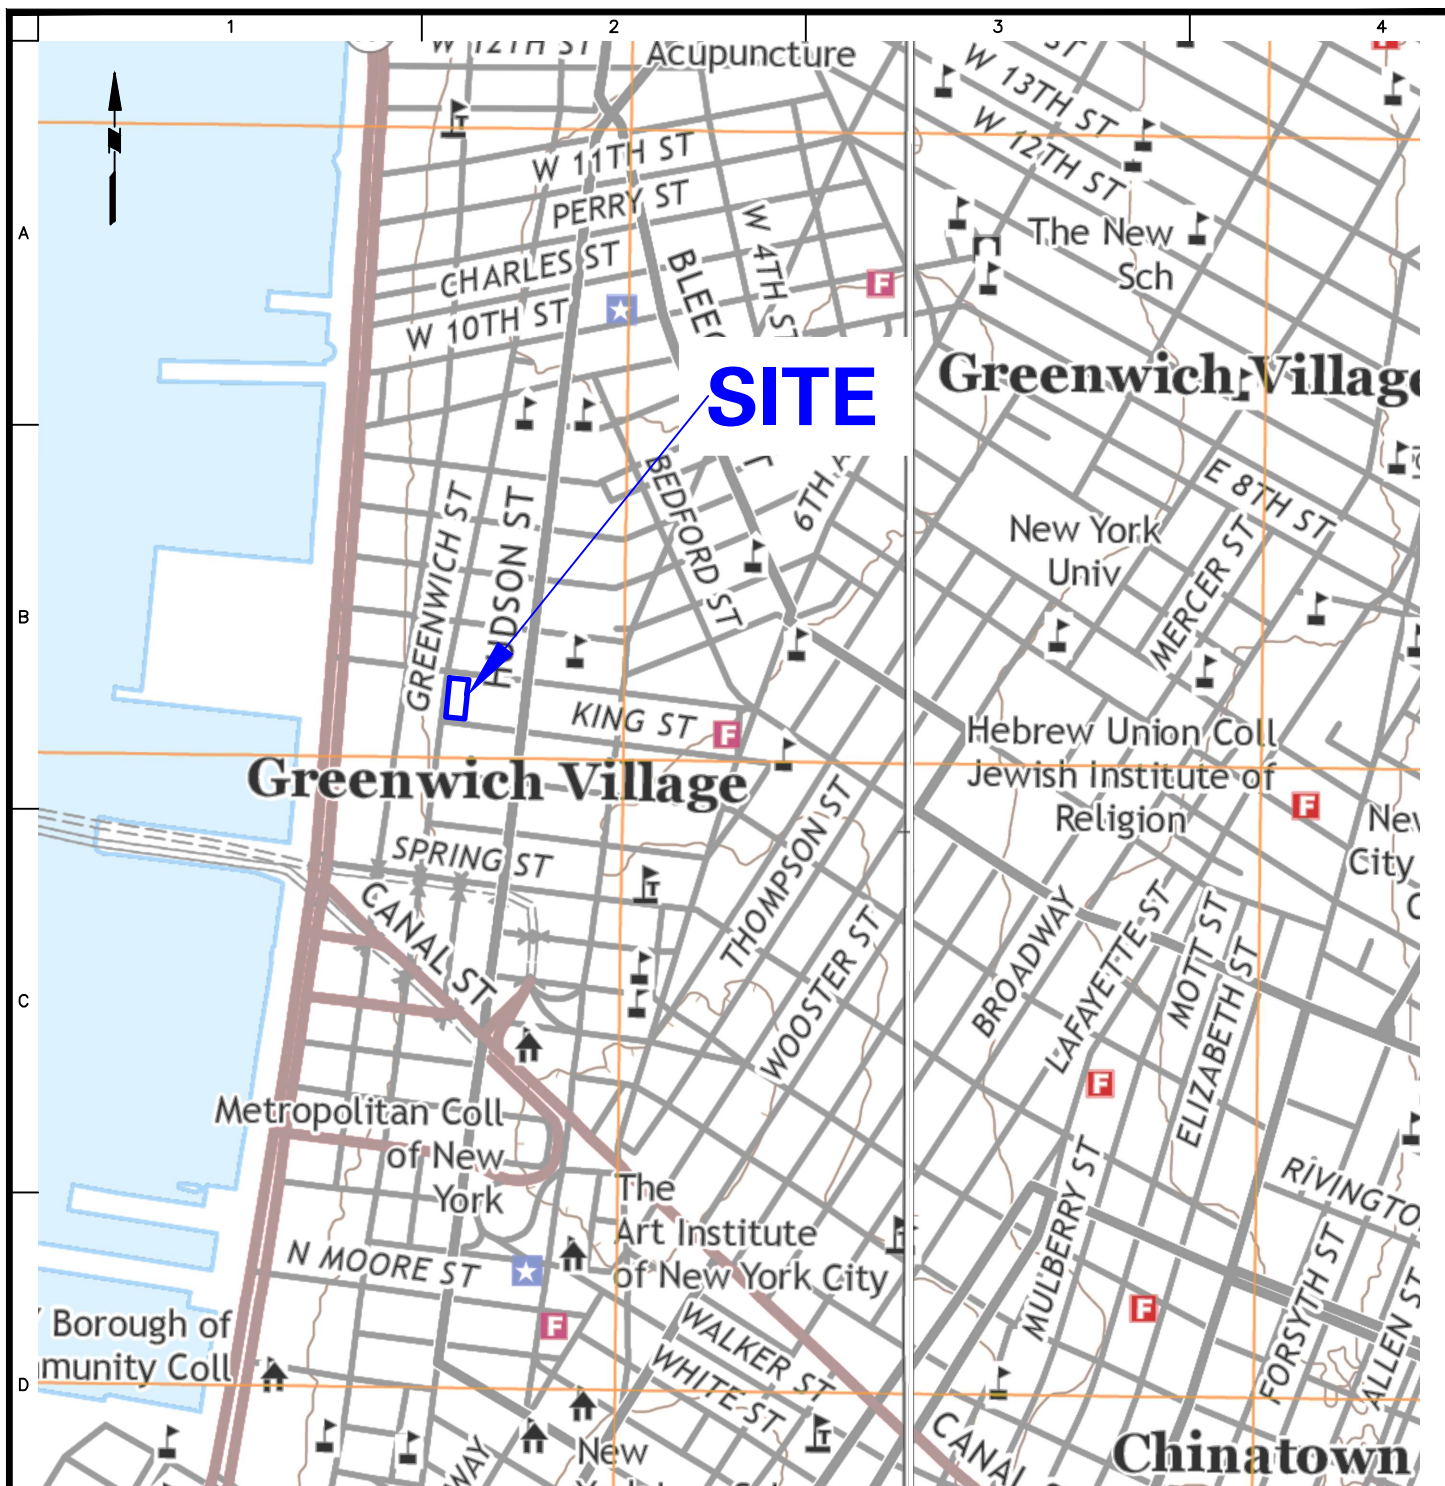 1 2 3 4
W 12TH ST
Acupuncture
ST
W 13TH ST
W 12TH ST
W 11TH ST
PERRY ST
A
CHARLES ST
W 10TH ST
W 4TH ST
F
The New
Sch
SITE
Greenwich Village
GREENWICH ST
HUDSON ST
BEDFORD ST
6TH A
E 8TH ST
New York
Univ
MERCER ST
B
KING ST
F
Hebrew Union Coll
Jewish Institute of
Religion
Greenwich Village
F
City
SPRING ST
T
CANAL ST
THOMPSON ST
WOOSTER ST
BROADWAY
LAFAYETTE ST
MOTT ST
ELIZABETH ST
C
F
Metropolitan Coll
of New
York
The
Art Institute
of New York City
MULBERRY ST
N MOORE ST
F
F
FORSYTH ST
ALLEN ST
Borough of
munity Coll
WALKER ST
WHITE ST
D
T
New
WAY
CANAL
Chinatown